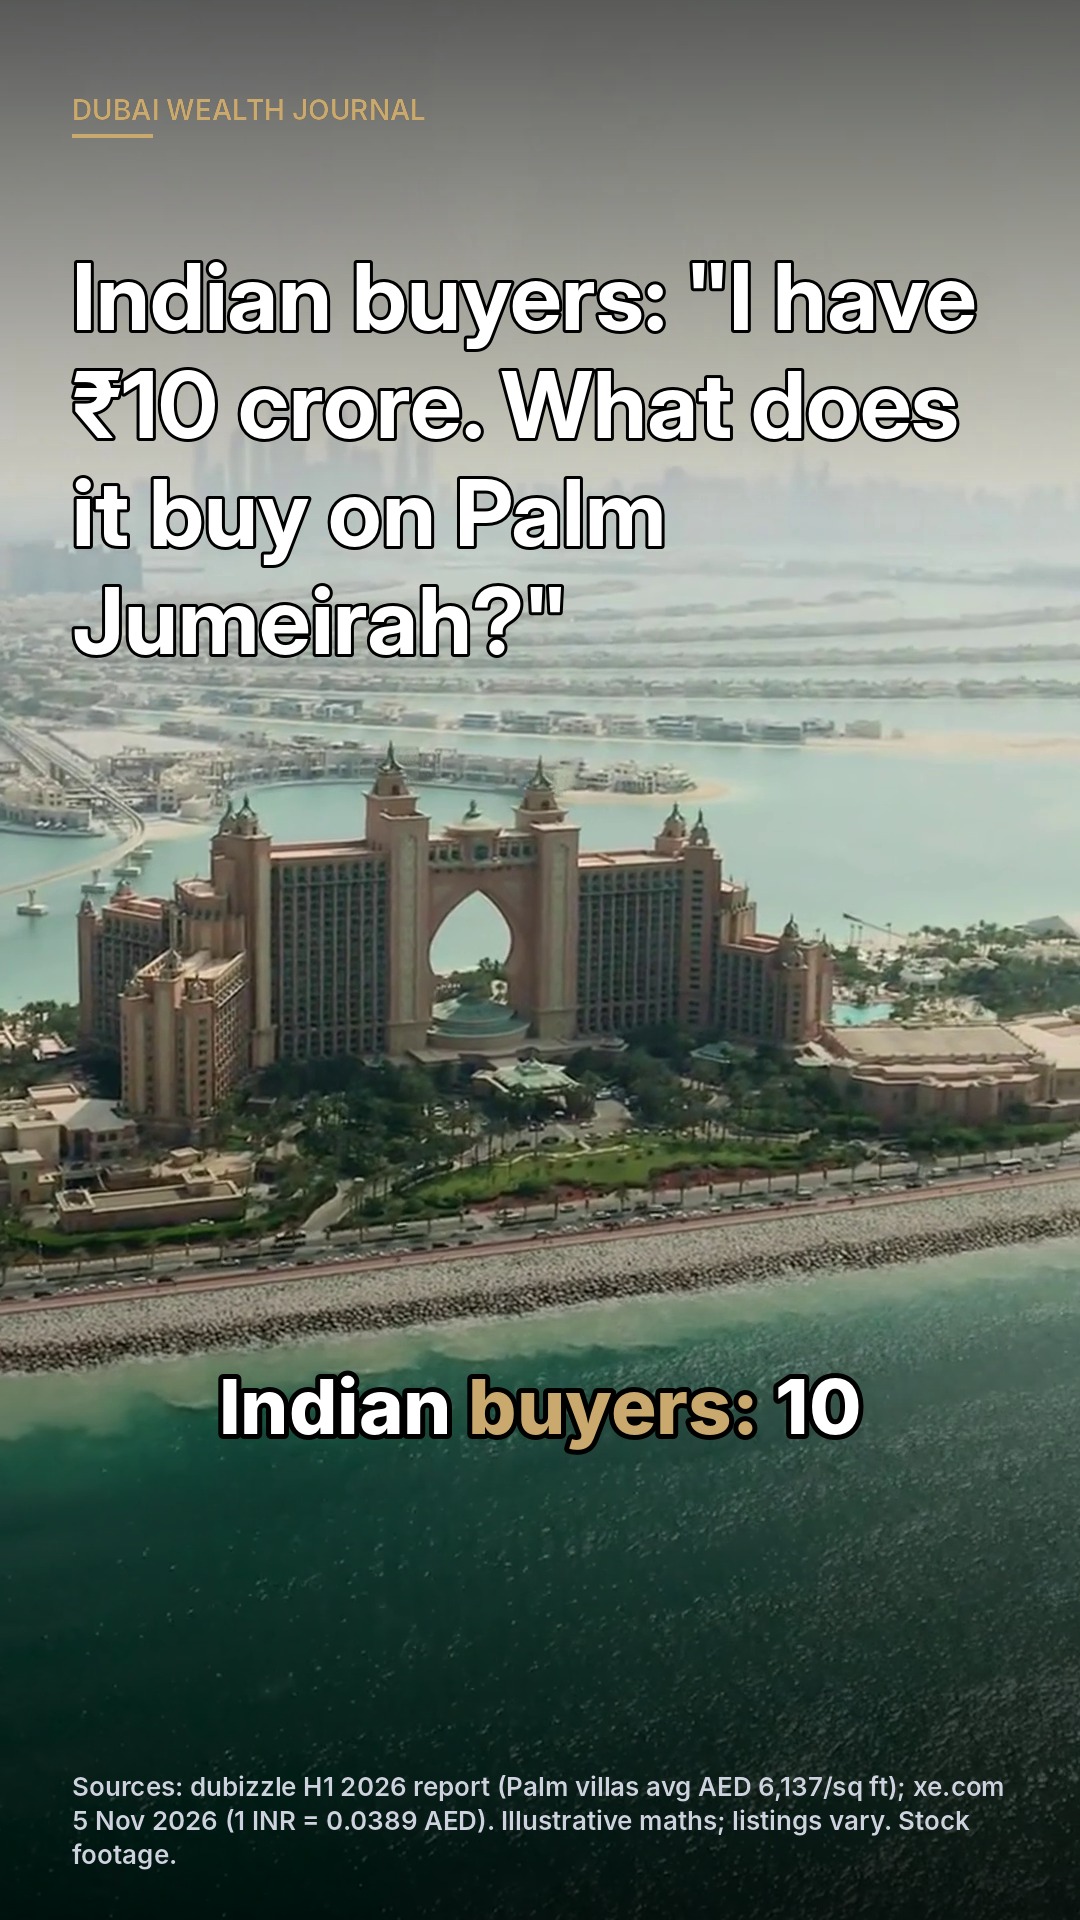 DUBAI WEALTH JOURNAL
Indian buyers: "I have
₹10 crore. What does
it buy on Palm
Jumeirah?"
Indian buyers: 10
Sources: dubizzle H1 2026 report (Palm villas avg AED 6,137/sq ft); xe.com
5 Nov 2026 (1 INR = 0.0389 AED). Illustrative maths; listings vary. Stock
footage.